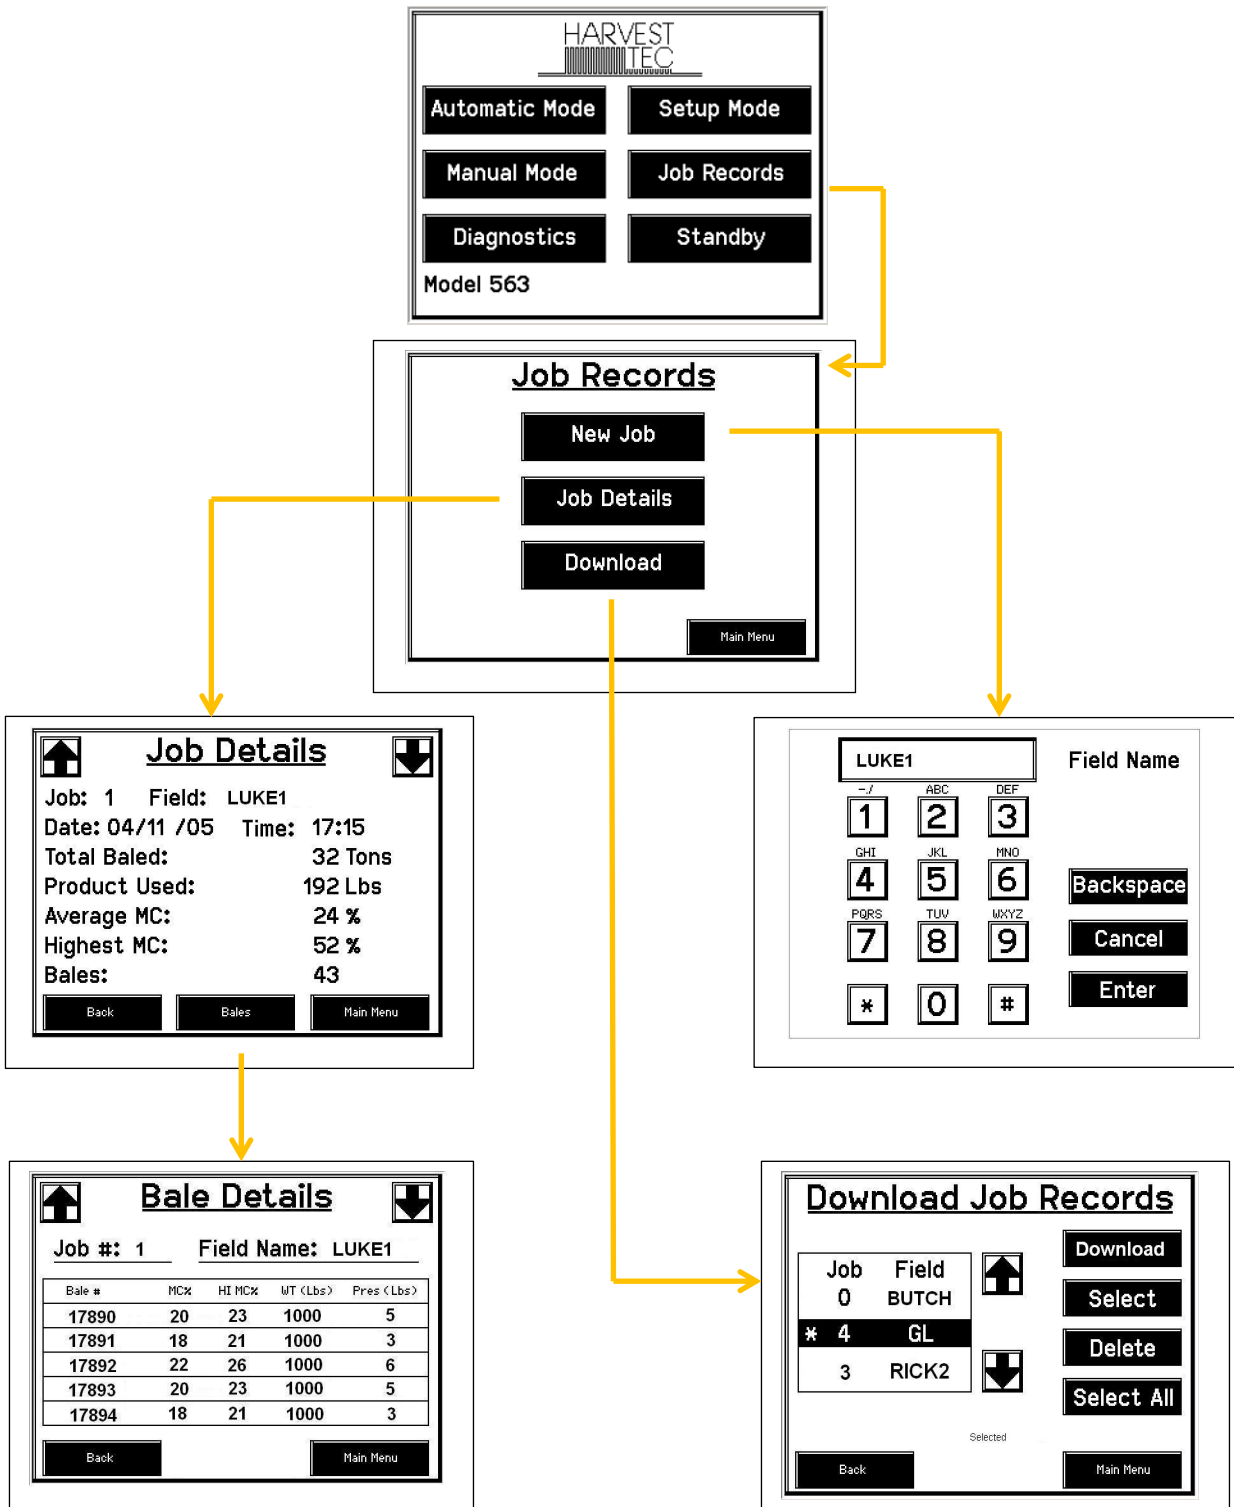 HARVEST
TEC
Automatic Mode Setup Mode
Manual Mode Job Records
Diagnostics Standby
Model 563
Job Records
New Job
Job Details
Download
Main Menu
Job Details
Job: 1 Field: LUKE1
Date: 04/11 /05 Time: 17:15
Total Baled: 32 Tons
Product Used: 192 Lbs
Average MC: 24 %
Highest MC: 52 %
Bales: 43
Back Bales Main Menu
LUKE1 Field Name
-./ ABC DEF
1 2 3
GHI JKL MNO
4 5 6
Backspace
PQRS TUV WXYZ
7 8 9
Cancel
Enter
* 0 #
Bale Details
Job #: 1 Field Name: LUKE1
Bale # MC% HI MC% WT (Lbs) Pres (Lbs)
17890 20 23 1000 5
17891 18 21 1000 3
17892 22 26 1000 6
17893 20 23 1000 5
17894 18 21 1000 3
Back Main Menu
Download Job Records
Job Field
0 BUTCH
* 4 GL
3 RICK2
Download
Select
Delete
Select All
Selected
Back Main Menu